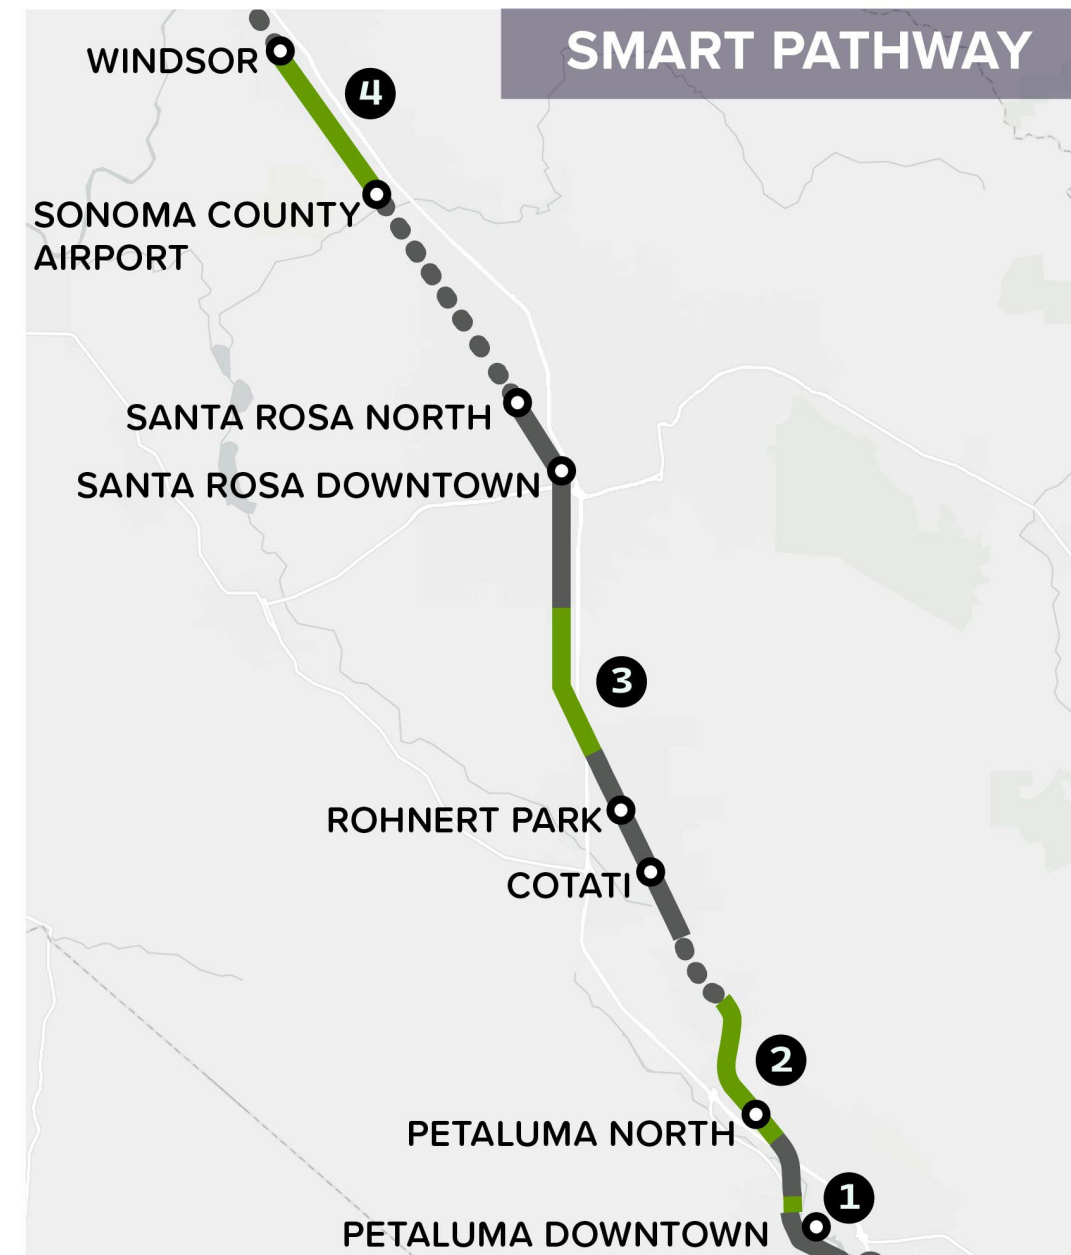 SMART PATHWAY
WINDSOR
4
SONOMA COUNTY
AIRPORT
SANTA ROSA NORTH
SANTA ROSA DOWNTOWN
3
ROHNERT PARK
COTATI
2
PETALUMA NORTH
1
PETALUMA DOWNTOWN